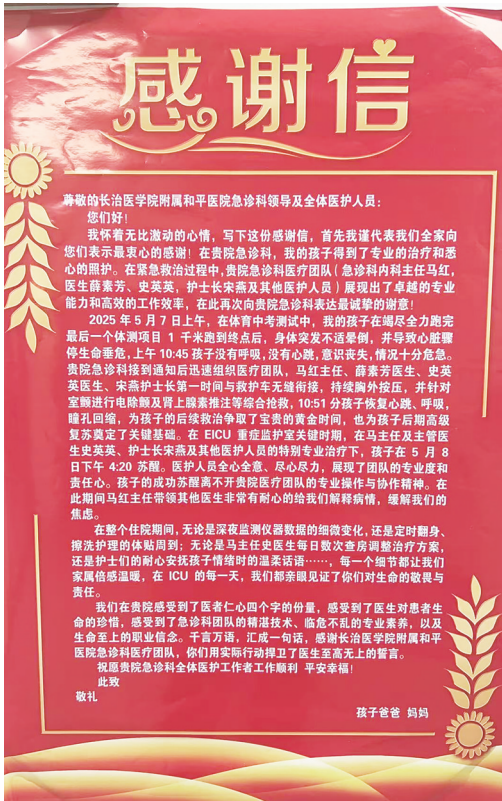 感谢信
尊敬的长治医学院附属和平医院急诊科领导及全体医护人员：
您们好！
我怀着无比激动的心情，写下这份感谢信，首先我谨代表我们全家向
您们表示最衷心的感谢！在贵院急诊科，我的孩子得到了专业的治疗和悉
心的照护。在紧急救治过程中，贵院急诊科医疗团队（急诊科内科主任马红，
医生薛素芳、史英英，护士长宋燕及其他医护人员）展现出了卓越的专业
能力和高效的工作效率，在此再次向贵院急诊科表达最诚挚的谢意！
2025 年 5 月 7 日上午，在体育中考测试中，我的孩子在竭尽全力跑完
最后一个体测项目 1 千米跑到终点后，身体突发不适晕倒，并导致心脏骤
停生命垂危，上午 10:45 孩子没有呼吸，没有心跳，意识丧失，情况十分危急。
贵院急诊科接到通知后迅速组织医疗团队，马红主任、薛素芳医生、史英
英医生、宋燕护士长第一时间与救护车无缝衔接，持续胸外按压，并针对
室颤进行电除颤及肾上腺素推注等综合抢救，10:51 分孩子恢复心跳、呼吸，
瞳孔回缩，为孩子的后续救治争取了宝贵的黄金时间，也为孩子后期高级
复苏奠定了关键基础。在 EICU 重症监护室关键时期，在马主任及主管医
生史英英、护士长宋燕及其他医护人员的特别专业治疗下，孩子在 5 月 8
日下午 4:20 苏醒。医护人员全心全意、尽心尽力，展现了团队的专业度和
责任心。孩子的成功苏醒离不开贵院医疗团队的专业操作与协作精神。在
此期间马红主任带领其他医生非常有耐心的给我们解释病情，缓解我们的
焦虑。
在整个住院期间，无论是深夜监测仪器数据的细微变化，还是定时翻身、
擦洗护理的体贴周到；无论是马主任史医生每日数次查房调整治疗方案，
还是护士们的耐心安抚孩子情绪时的温柔话语……，每一个细节都让我们
家属倍感温暖，在 ICU 的每一天，我们都亲眼见证了你们对生命的敬畏与
责任。
我们在贵院感受到了医者仁心四个字的份量，感受到了医生对患者生
命的珍惜，感受到了急诊科团队的精湛技术、临危不乱的专业素养，以及
生命至上的职业信念。千言万语，汇成一句话，感谢长治医学院附属和平
医院急诊科医疗团队，你们用实际行动捍卫了医生至高无上的誓言。
祝愿贵院急诊科全体医护工作者工作顺利 平安幸福！
此致
敬礼
孩子爸爸 妈妈